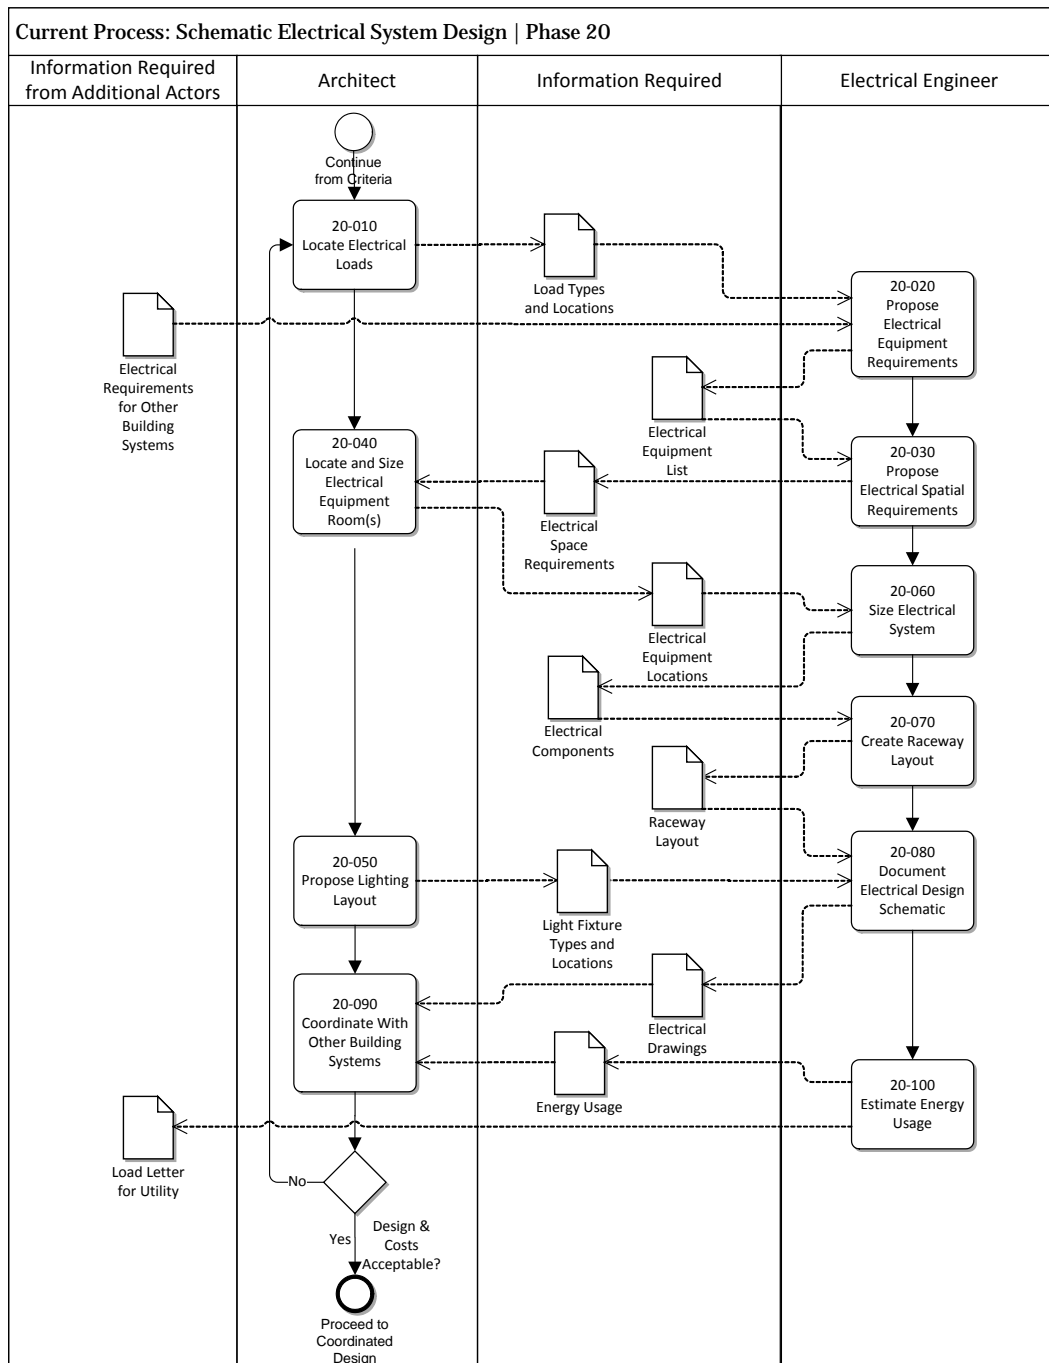 Current Process: Schematic Electrical System Design | Phase 20
Information Required
from Additional Actors
Architect
Information Required
Electrical Engineer
Continue
from Criteria
20-010
Locate Electrical
Loads
Load Types
and Locations
20-020
Propose
Electrical
Equipment
Requirements
Electrical
Requirements
for Other
Building
Systems
Electrical
Equipment
List
20-030
Propose
Electrical Spatial
Requirements
20-040
Locate and Size
Electrical
Equipment
Room(s)
Electrical
Space
Requirements
20-060
Size Electrical
System
Electrical
Equipment
Locations
Electrical
Components
20-070
Create Raceway
Layout
Raceway
Layout
20-050
Propose Lighting
Layout
Light Fixture
Types and
Locations
20-080
Document
Electrical Design
Schematic
20-090
Coordinate With
Other Building
Systems
Electrical
Drawings
Energy Usage
20-100
Estimate Energy
Usage
Load Letter
for Utility
No
Yes
Design &
Costs
Acceptable?
Proceed to
Coordinated
Design